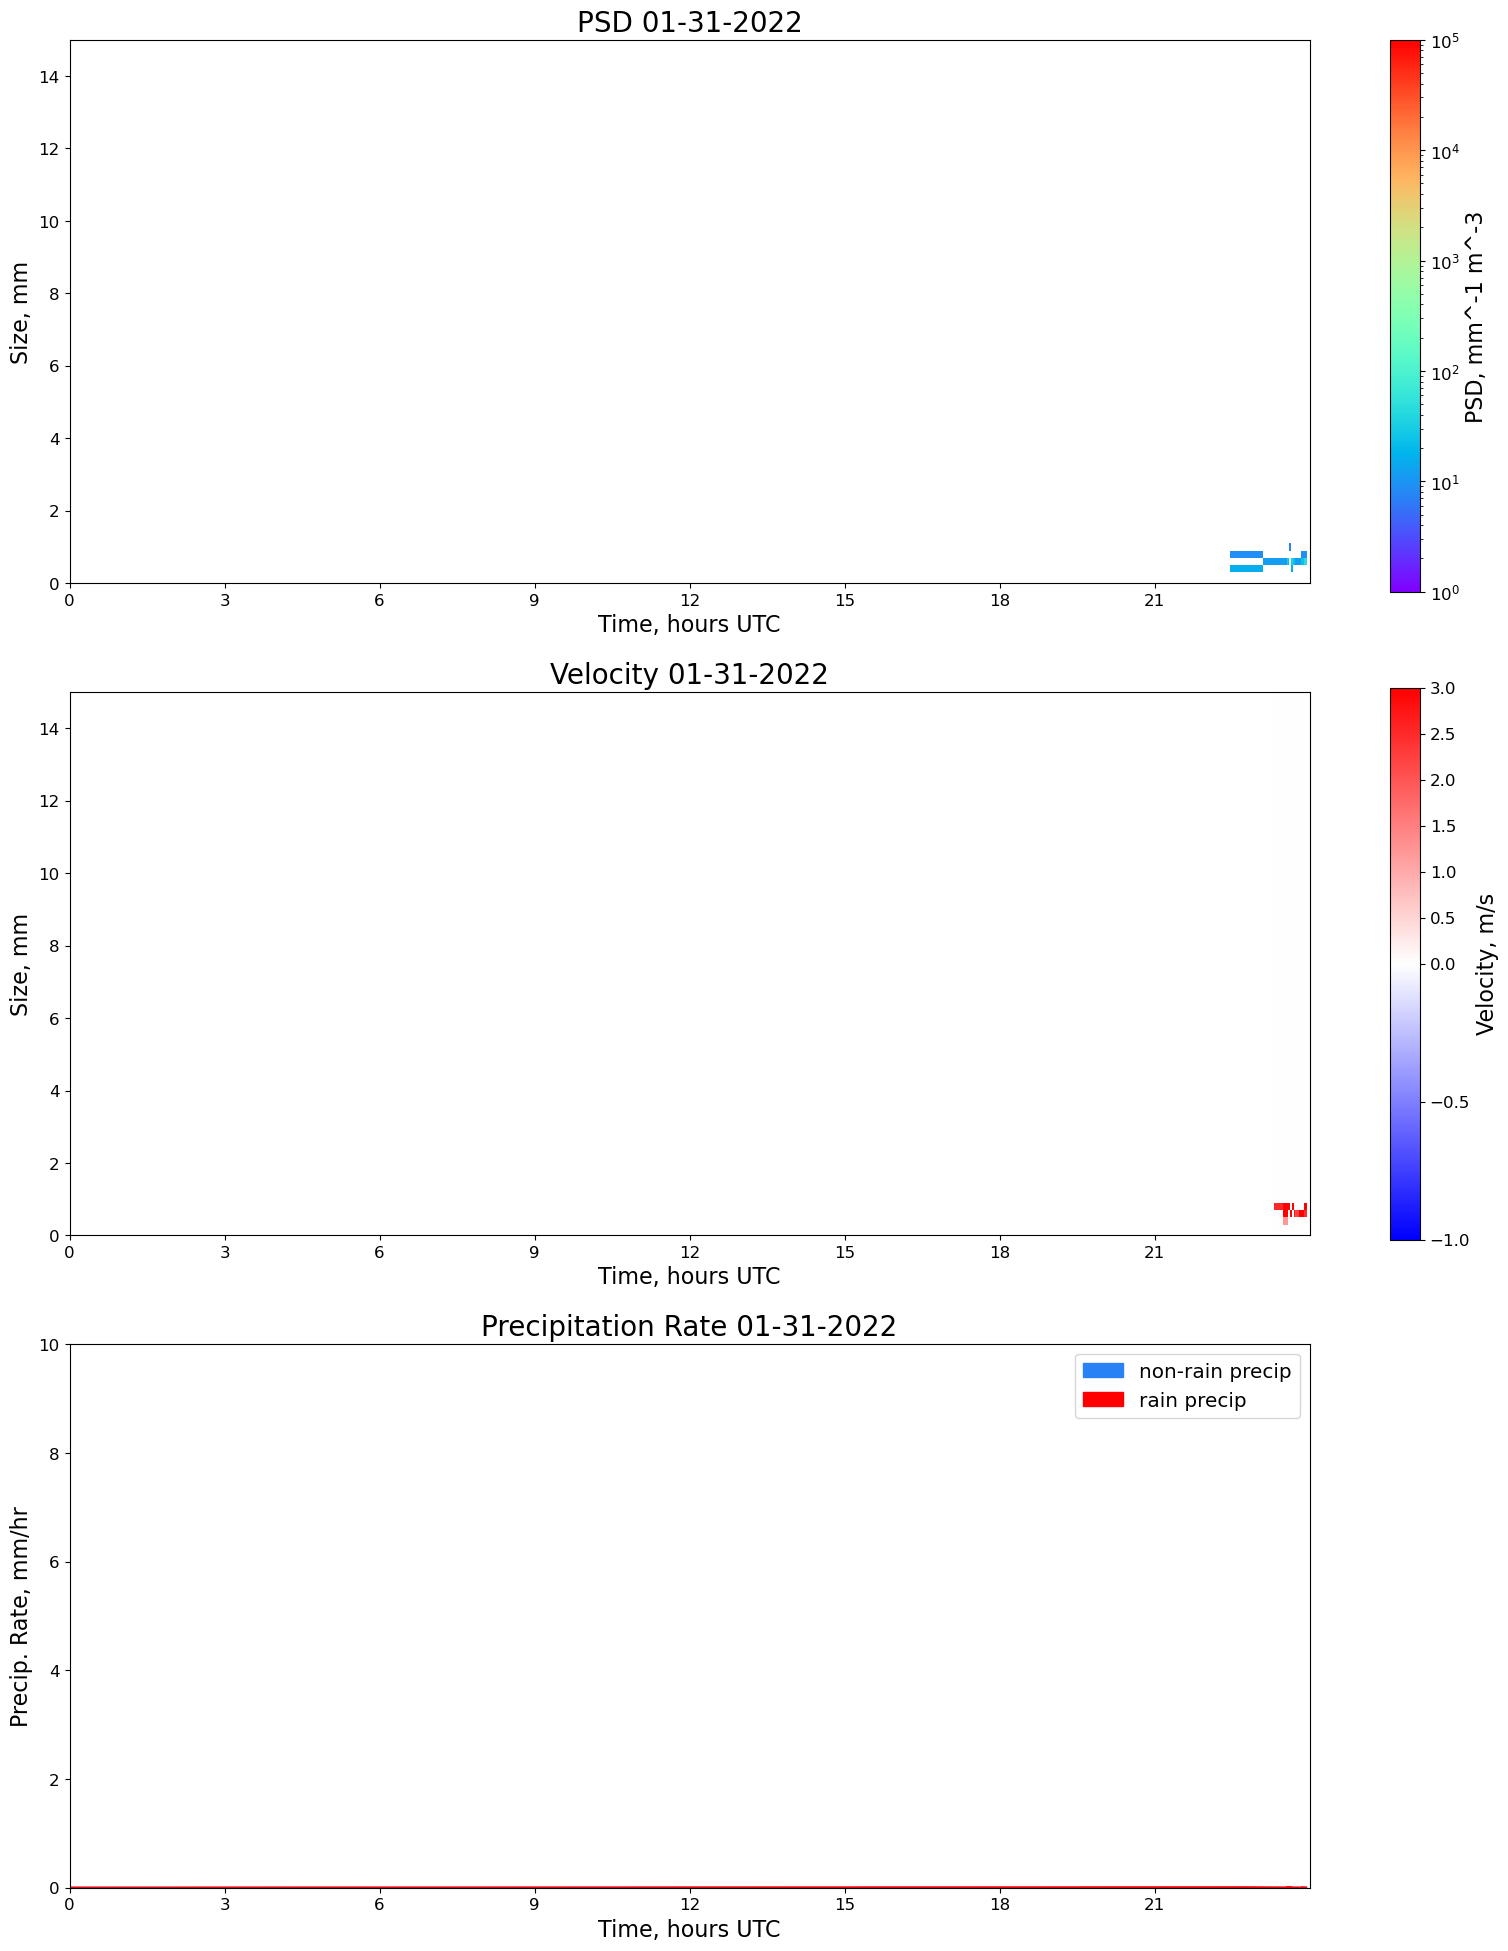 PSD 01-31-2022
14
12
10
8
6
4
2
0
Size, mm
0 3 6 9 12 15 18 21
Time, hours UTC
10^5
10^4
10^3
10^2
10^1
10^0
PSD, mm^-1 m^-3
Velocity 01-31-2022
14
12
10
8
6
4
2
0
Size, mm
0 3 6 9 12 15 18 21
Time, hours UTC
3.0
2.5
2.0
1.5
1.0
0.5
0.0
−0.5
−1.0
Velocity, m/s
Precipitation Rate 01-31-2022
10
8
6
4
2
0
Precip. Rate, mm/hr
non-rain precip
rain precip
0 3 6 9 12 15 18 21
Time, hours UTC